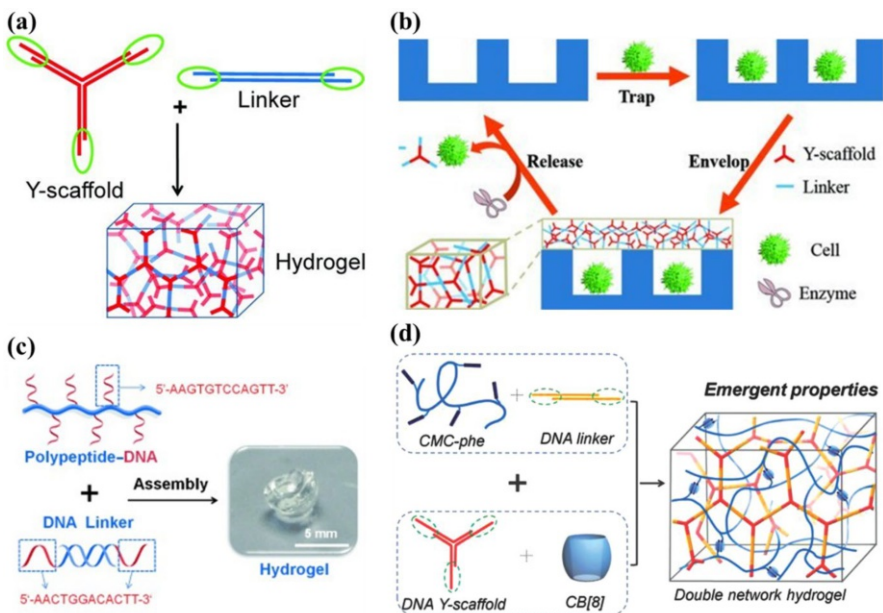 (a)
Y-scaffold
+
Linker
Hydrogel
(b)
Trap
Envelop
Release
Y-scaffold
Linker
Cell
Enzyme
(c)
5'-AAGTGTCCAGTT-3'
Polypeptide–DNA
+
Assembly
DNA Linker
5'-AACTGGACACTT-3'
5 mm
Hydrogel
(d)
CMC-phe
+
DNA linker
+
DNA Y-scaffold
+
CB[8]
Emergent properties
Double network hydrogel